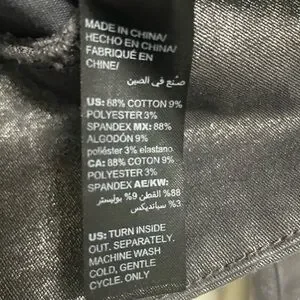 MADE IN CHINA/
HECHO EN CHINA/
FABRIQUÉ EN
CHINE/
صنع في الصين
US: 88% COTTON 9%
POLYESTER 3%
SPANDEX MX: 88%
ALGODÓN 9%
poliéster 3% elastano
CA: 88% COTON 9%
POLYESTER 3%
SPANDEX AE/KW:
88% القطن 9% بوليستر
3% سبانديكس
US: TURN INSIDE
OUT. SEPARATELY.
MACHINE WASH
COLD, GENTLE
CYCLE. ONLY